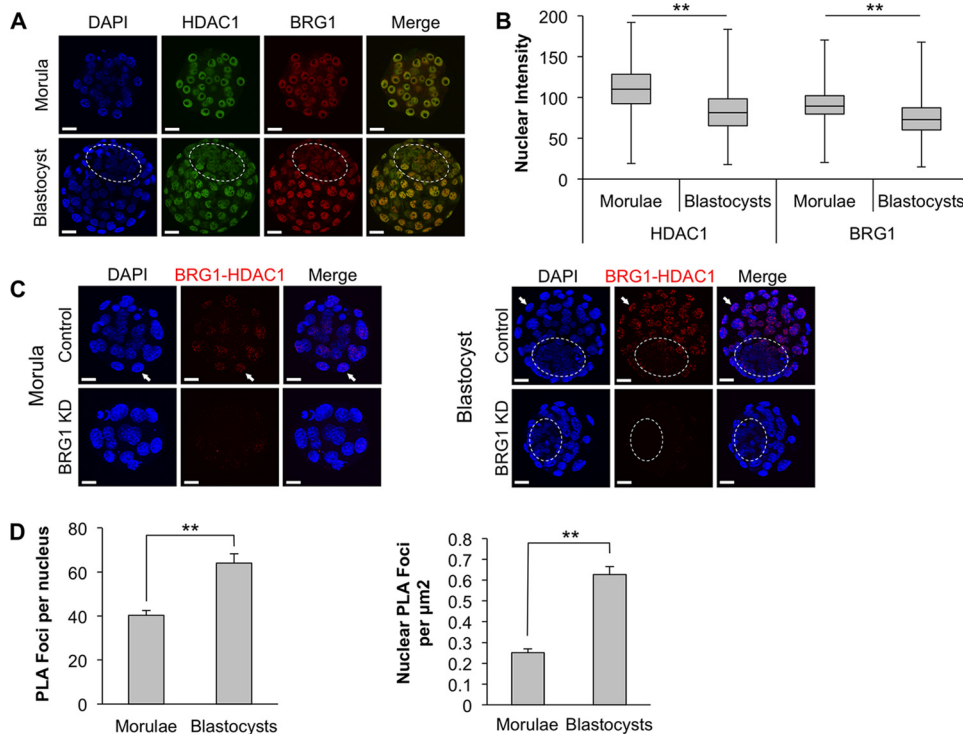 A
DAPI HDAC1 BRG1 Merge
Morula
Blastocyst
B
** **
Nuclear Intensity
200
150
100
50
0
Morulae Blastocysts Morulae Blastocysts
HDAC1 BRG1
C
DAPI BRG1-HDAC1 Merge
Morula
Control
BRG1 KD
DAPI BRG1-HDAC1 Merge
Blastocyst
Control
BRG1 KD
D
PLA Foci per nucleus
80
60
40
60
0
**
Morulae Blastocysts
Nuclear PLA Foci
per µm2
0.8
0.7
0.6
0.5
0.4
0.3
0.2
0.1
0
**
Morulae Blastocysts